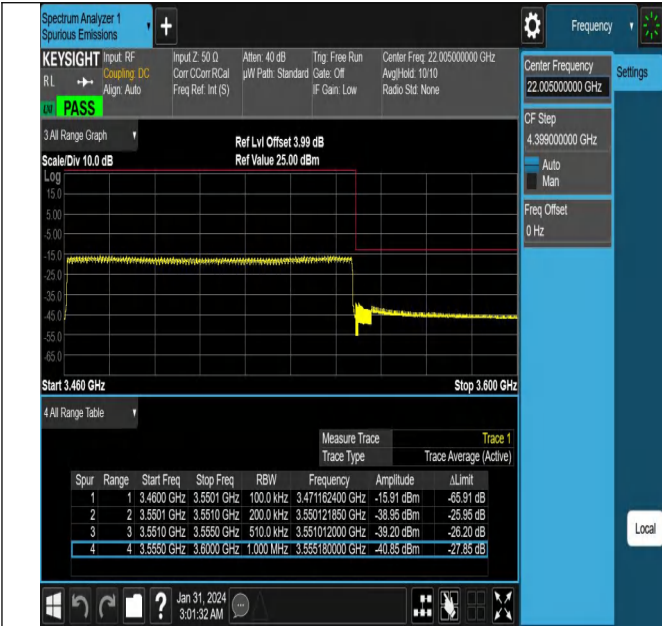 Spectrum Analyzer 1
Spurious Emissions
+
Frequency
KEYSIGHT Input: RF Input Z: 50 Ω Atten: 40 dB Trig: Free Run Center Freq: 22.005000000 GHz
RL Coupling: DC Corr CCorr RCal µW Path: Standard Gate: Off Avg|Hold: 10/10
Align: Auto Freq Ref: Int (S) IF Gain: Low Radio Std: None
LXI PASS
Center Frequency
22.005000000 GHz
Settings
CF Step
4.399000000 GHz
Auto
Man
Freq Offset
0 Hz
3 All Range Graph
Ref Lvl Offset 3.99 dB
Scale/Div 10.0 dB Ref Value 25.00 dBm
Log
15.0
5.00
-5.00
-15.0
-25.0
-35.0
-45.0
-55.0
-65.0
Start 3.460 GHz Stop 3.600 GHz
4 All Range Table
Measure Trace Trace 1
Trace Type Trace Average (Active)
Spur Range Start Freq Stop Freq RBW Frequency Amplitude ΔLimit
1 1 3.4600 GHz 3.5501 GHz 100.0 kHz 3.471162400 GHz -15.91 dBm -65.91 dB
2 2 3.5501 GHz 3.5510 GHz 200.0 kHz 3.550121850 GHz -38.95 dBm -25.95 dB
3 3 3.5510 GHz 3.5550 GHz 510.0 kHz 3.551012000 GHz -39.20 dBm -26.20 dB
4 4 3.5550 GHz 3.6000 GHz 1.000 MHz 3.555180000 GHz -40.85 dBm -27.85 dB
Local
? Jan 31, 2024
3:01:32 AM